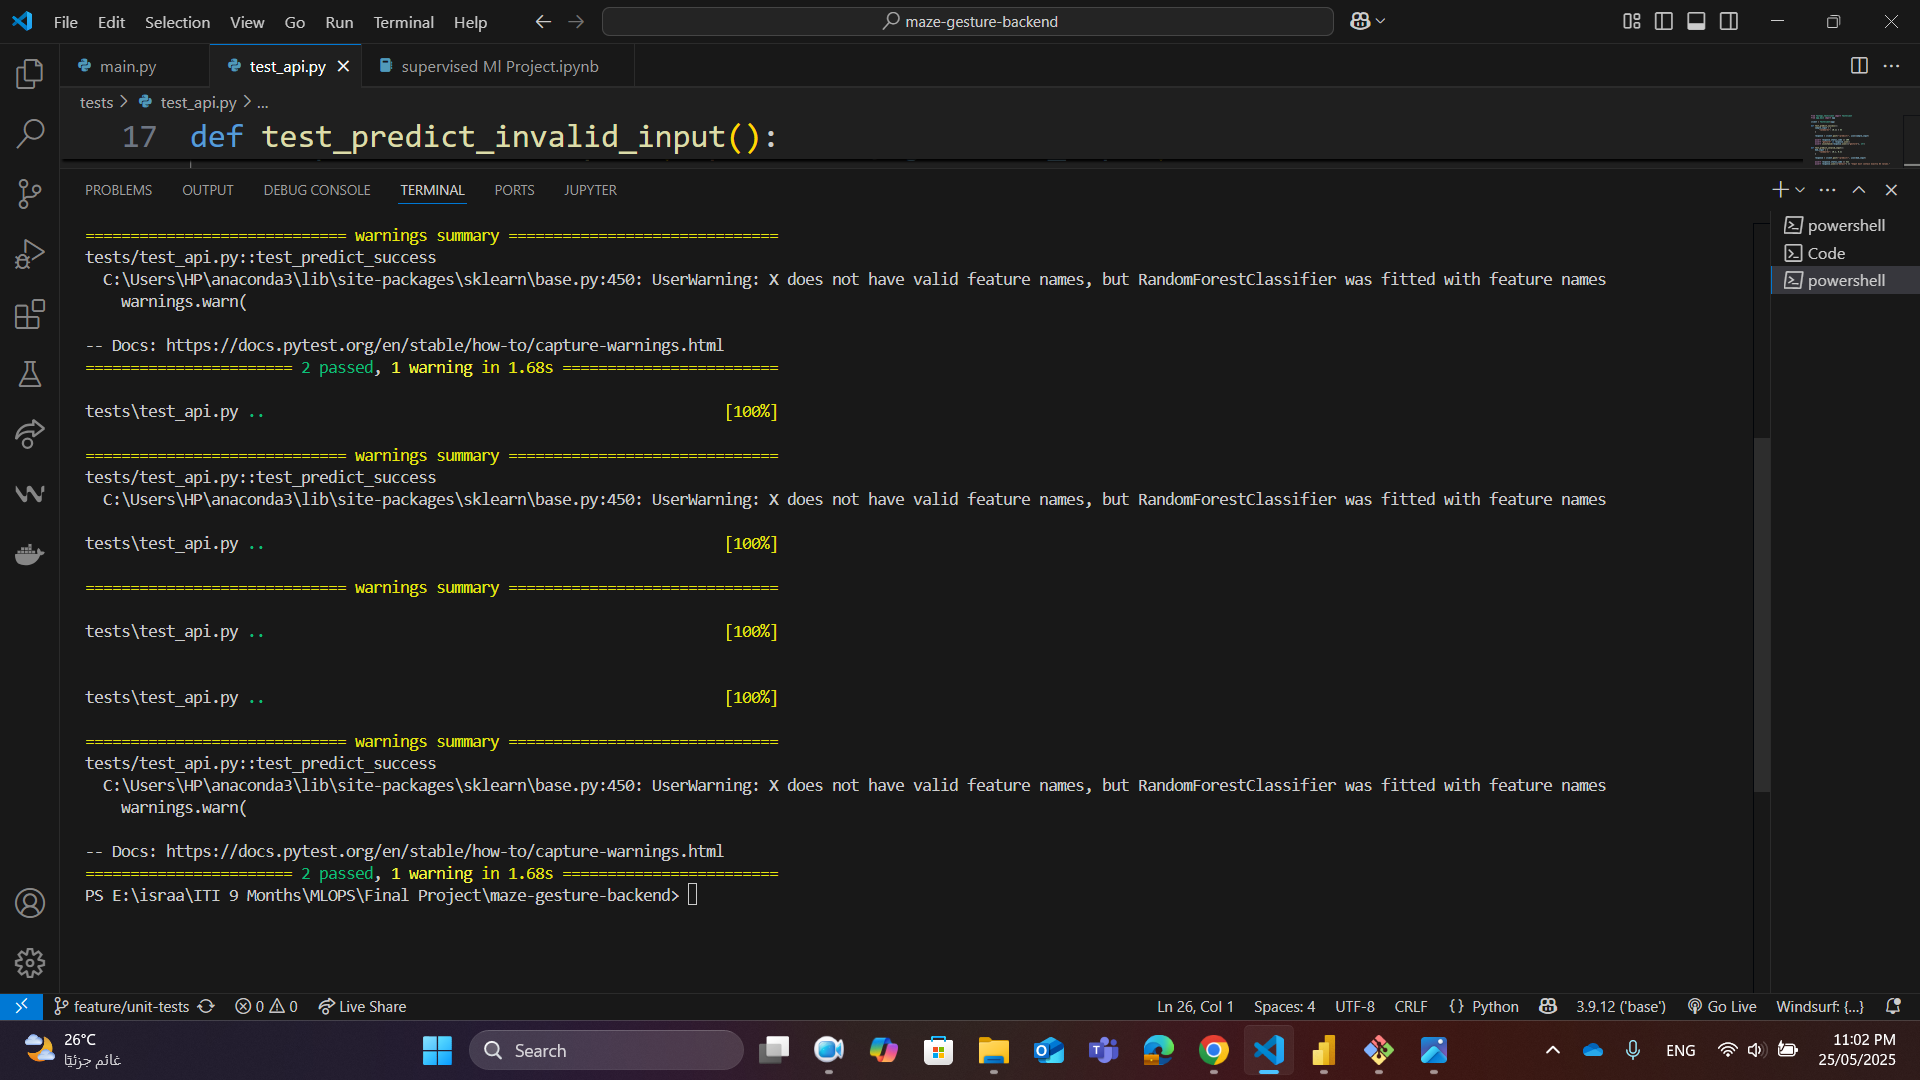 File Edit Selection View Go Run Terminal Help
maze-gesture-backend
main.py
test_api.py
supervised Ml Project.ipynb
tests > test_api.py > ...
17 def test_predict_invalid_input():
PROBLEMS OUTPUT DEBUG CONSOLE TERMINAL PORTS JUPYTER
powershell
Code
powershell
============================= warnings summary ==============================
tests/test_api.py::test_predict_success
  C:\Users\HP\anaconda3\lib\site-packages\sklearn\base.py:450: UserWarning: X does not have valid feature names, but RandomForestClassifier was fitted with feature names
    warnings.warn(
-- Docs: https://docs.pytest.org/en/stable/how-to/capture-warnings.html
======================= 2 passed, 1 warning in 1.68s ========================
tests\test_api.py .. [100%]
============================= warnings summary ==============================
tests/test_api.py::test_predict_success
  C:\Users\HP\anaconda3\lib\site-packages\sklearn\base.py:450: UserWarning: X does not have valid feature names, but RandomForestClassifier was fitted with feature names
tests\test_api.py .. [100%]
============================= warnings summary ==============================
tests\test_api.py .. [100%]
tests\test_api.py .. [100%]
============================= warnings summary ==============================
tests/test_api.py::test_predict_success
  C:\Users\HP\anaconda3\lib\site-packages\sklearn\base.py:450: UserWarning: X does not have valid feature names, but RandomForestClassifier was fitted with feature names
    warnings.warn(
-- Docs: https://docs.pytest.org/en/stable/how-to/capture-warnings.html
======================= 2 passed, 1 warning in 1.68s ========================
PS E:\israa\ITI 9 Months\MLOPS\Final Project\maze-gesture-backend>
feature/unit-tests 0 0 Live Share
Ln 26, Col 1 Spaces: 4 UTF-8 CRLF {} Python 3.9.12 ('base') Go Live Windsurf: {...}
26°C
غائم جزئيًا
Search
ENG
11:02 PM
25/05/2025